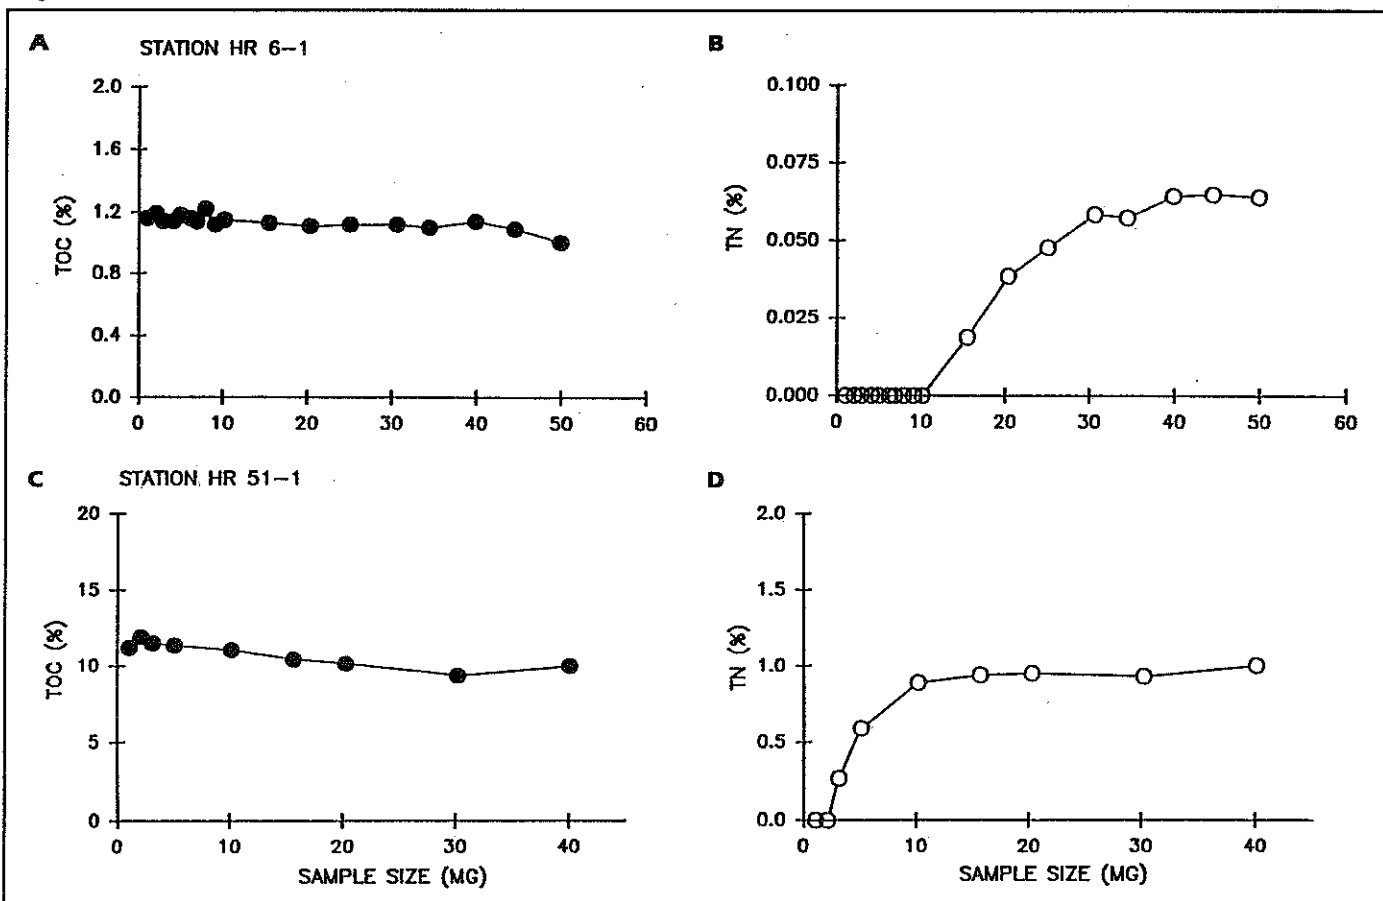 A
STATION HR 6-1
B
2.0
1.6
1.2
0.8
0.4
0.0
TOC (%)
0 10 20 30 40 50 60
0.100
0.075
0.050
0.025
0.000
TN (%)
0 10 20 30 40 50 60
C
STATION HR 51-1
D
20
15
10
5
0
TOC (%)
0 10 20 30 40
SAMPLE SIZE (MG)
2.0
1.5
1.0
0.5
0.0
TN (%)
0 10 20 30 40
SAMPLE SIZE (MG)